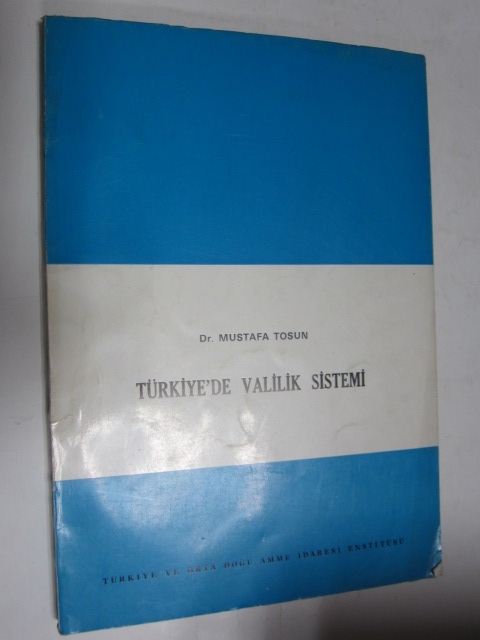 Dr. MUSTAFA TOSUN
TÜRKİYE'DE VALİLİK SİSTEMİ
TÜRKİYE VE ORTA DOĞU AMME İDARESİ ENSTİTÜSÜ